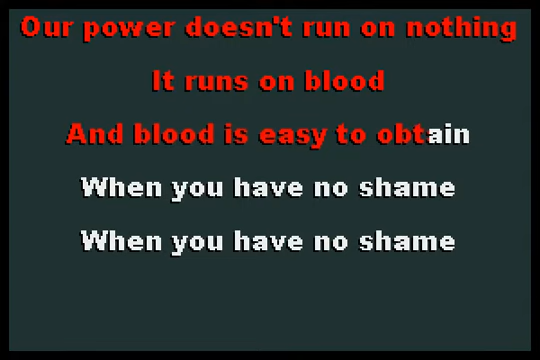 Our power doesn't run on nothing
It runs on blood
And blood is easy to obtain
When you have no shame
When you have no shame